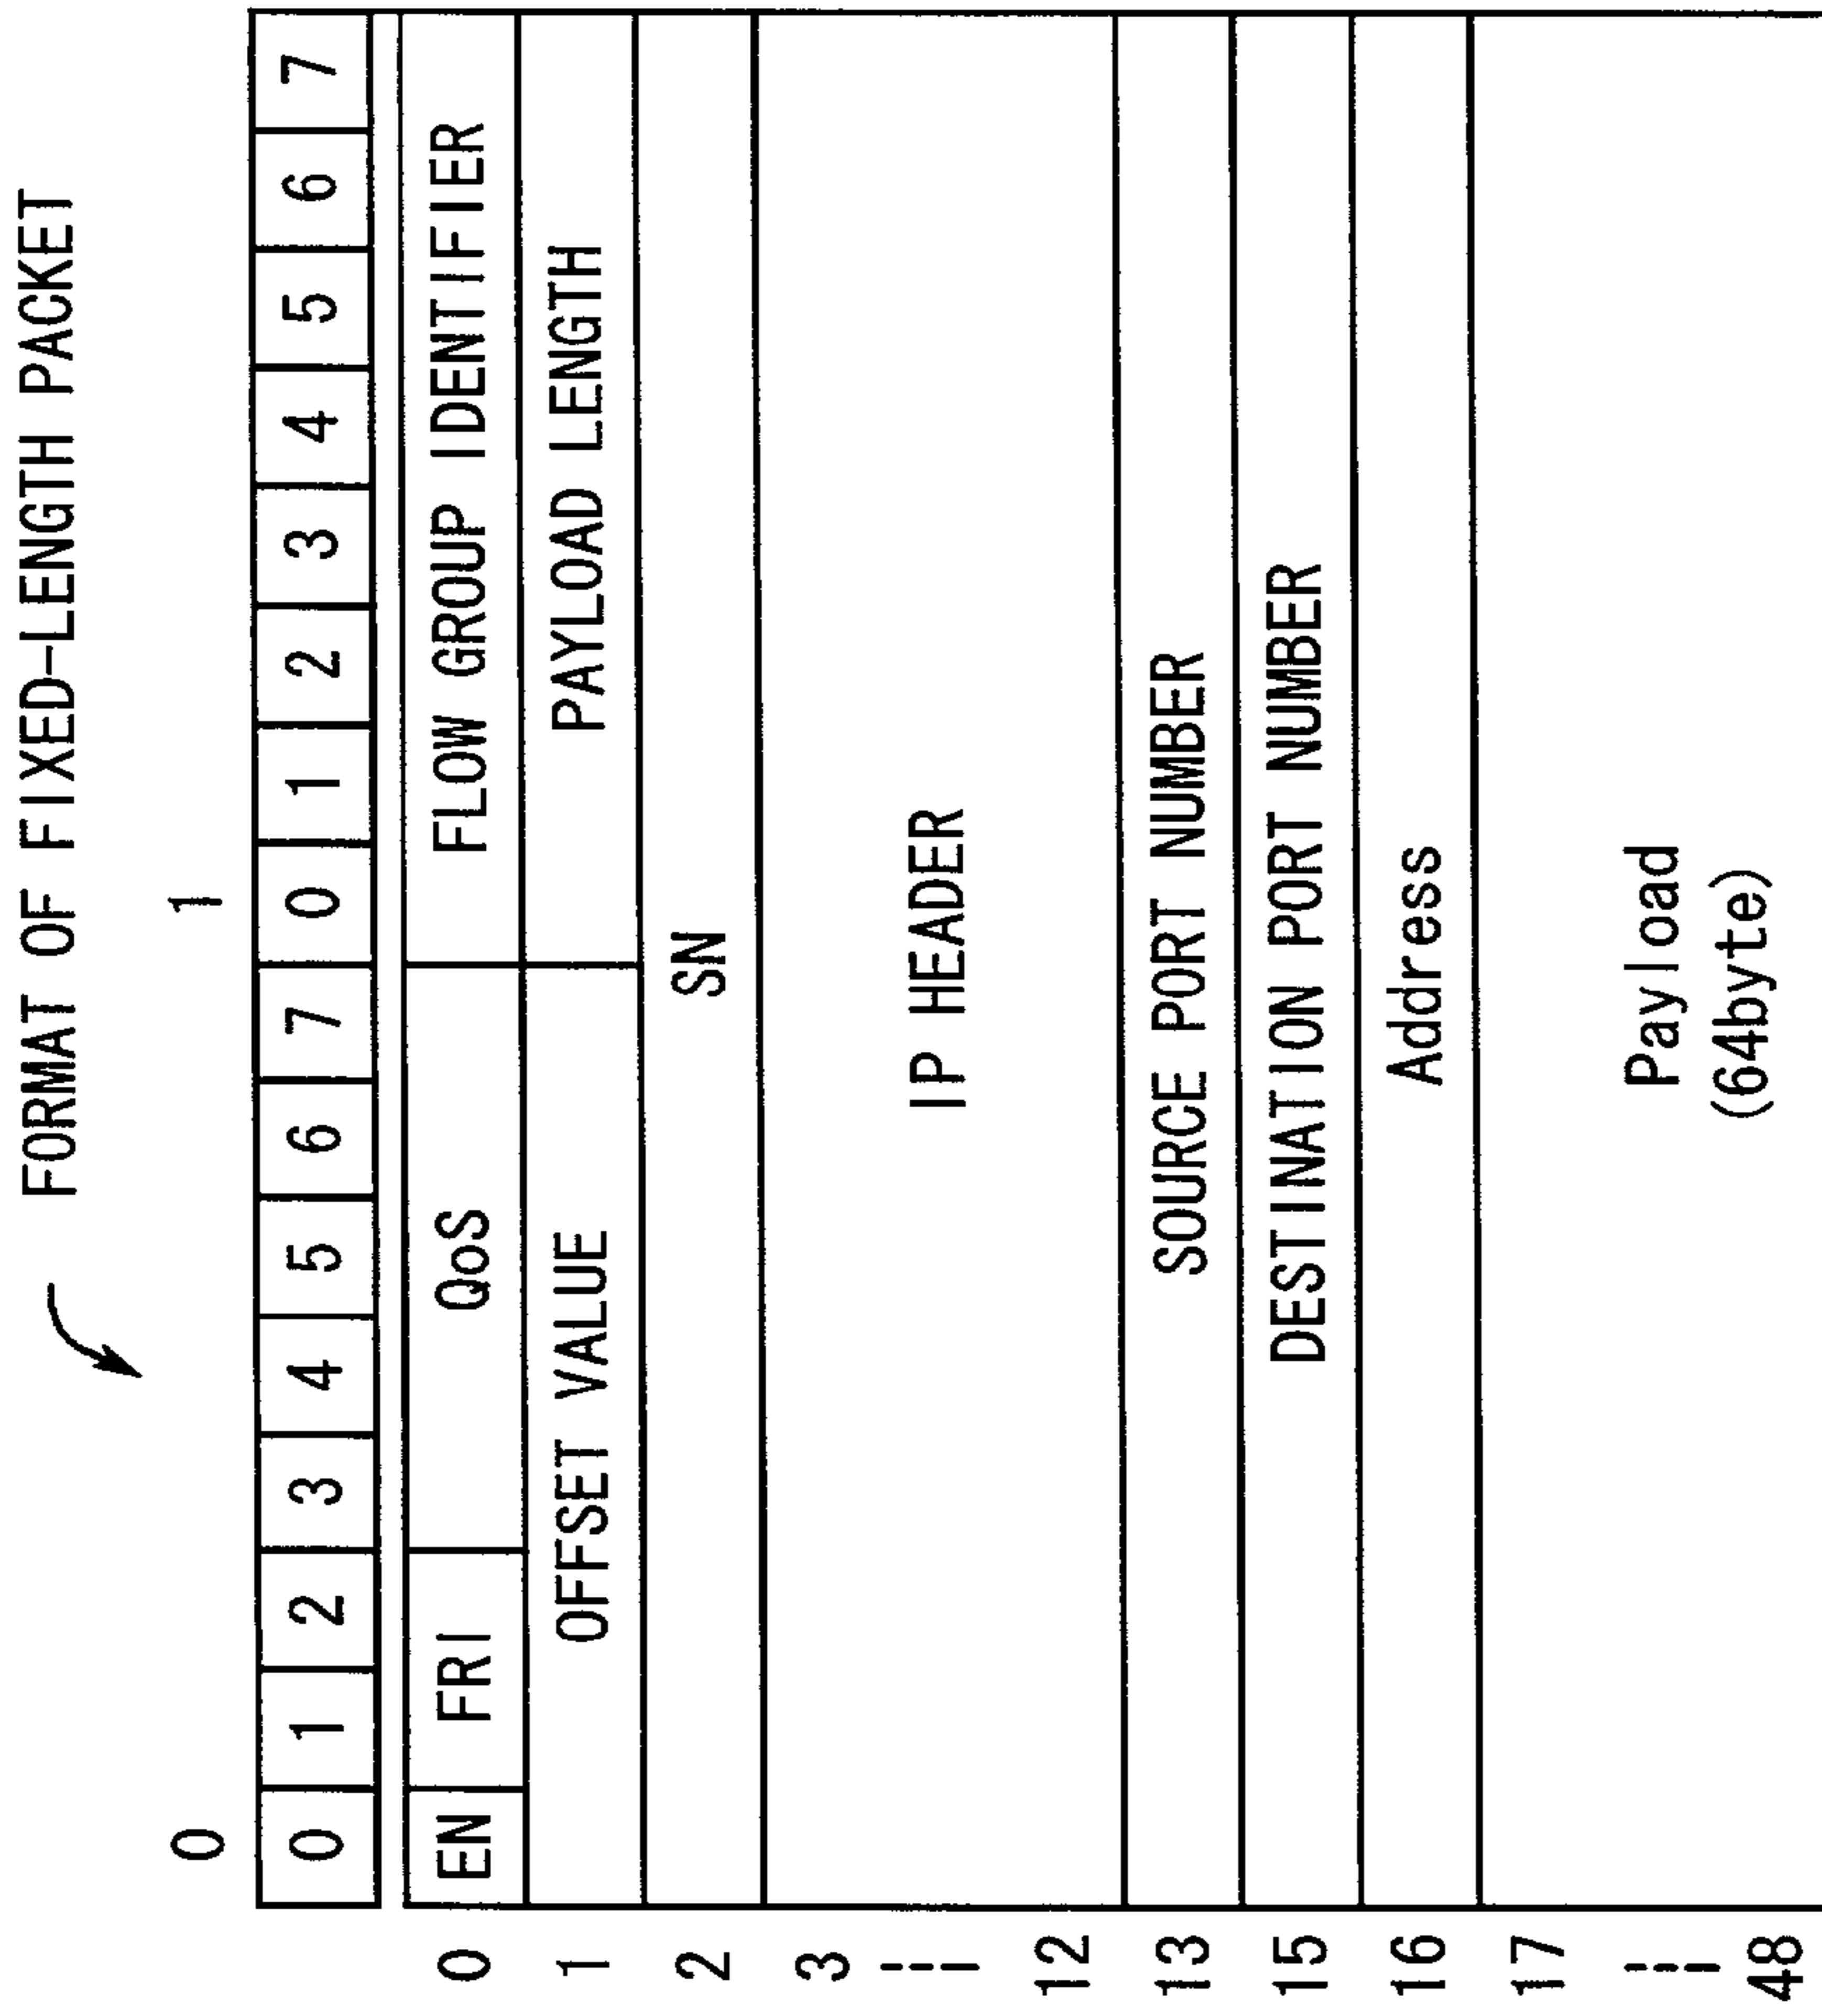 FORMAT OF FIXED-LENGTH PACKET
0 1
0 1 2 3 4 5 6 7 0 1 2 3 4 5 6 7
0 EN FRI QoS FLOW GROUP IDENTIFIER
1 OFFSET VALUE PAYLOAD LENGTH
2 SN
3
IP HEADER
12
13 SOURCE PORT NUMBER
15 DESTINATION PORT NUMBER
16 Address
17
Payload
(64byte)
48